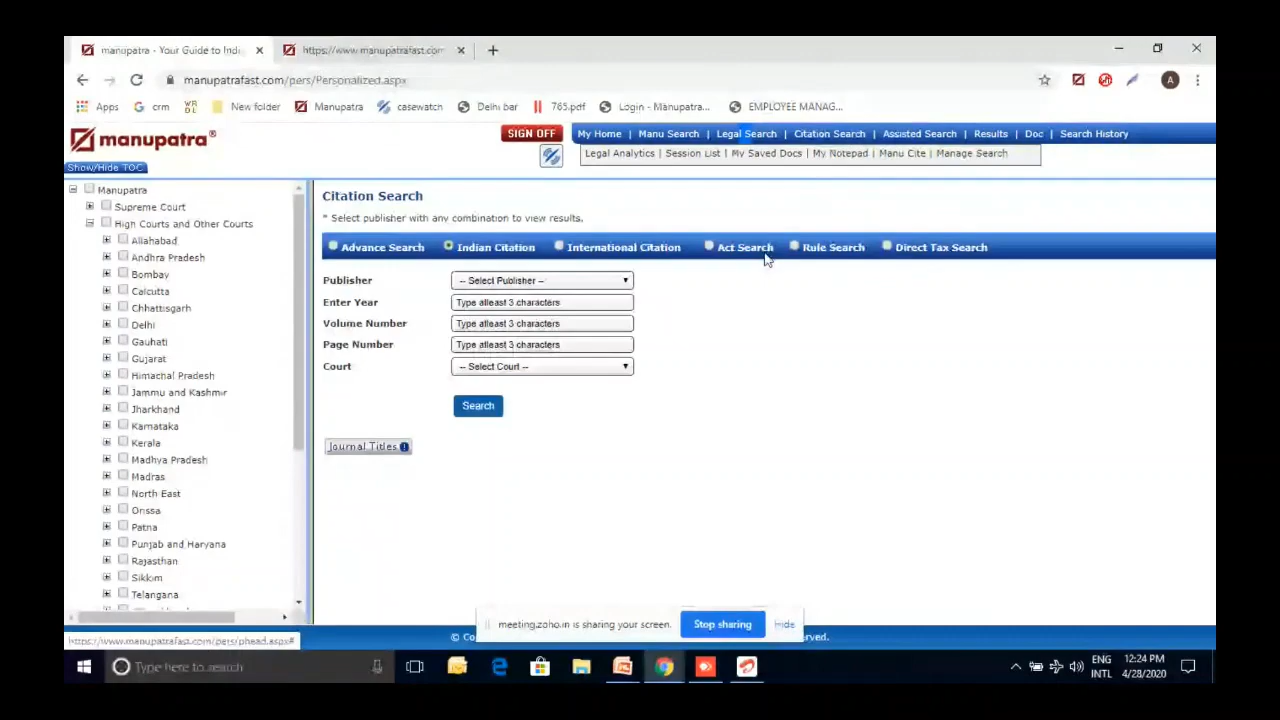 manupatra - Your Guide to Indi
https://www.manupatrafast.com
manupatrafast.com/pers/Personalized.aspx
Apps
crm
New folder
Manupatra
casewatch
Delhi bar
765.pdf
Login - Manupatra...
EMPLOYEE MANAG...
manupatra®
SIGN OFF
My Home | Manu Search | Legal Search | Citation Search | Assisted Search | Results | Doc | Search History
Legal Analytics | Session List | My Saved Docs | My Notepad | Manu Cite | Manage Search
Show/Hide TOC
Manupatra
Supreme Court
High Courts and Other Courts
Allahabad
Andhra Pradesh
Bombay
Calcutta
Chhattisgarh
Delhi
Gauhati
Gujarat
Himachal Pradesh
Jammu and Kashmir
Jharkhand
Karnataka
Kerala
Madhya Pradesh
Madras
North East
Orissa
Patna
Punjab and Haryana
Rajasthan
Sikkim
Telangana
Citation Search
* Select publisher with any combination to view results.
Advance Search Indian Citation International Citation Act Search Rule Search Direct Tax Search
Publisher -- Select Publisher --
Enter Year Type atleast 3 characters
Volume Number Type atleast 3 characters
Page Number Type atleast 3 characters
Court -- Select Court --
Search
Journal Titles
meeting.zoho.in is sharing your screen. Stop sharing Hide
https://www.manupatrafast.com/pers/phead.aspx#
© Co
rved.
Type here to search
ENG
INTL
12:24 PM
4/28/2020